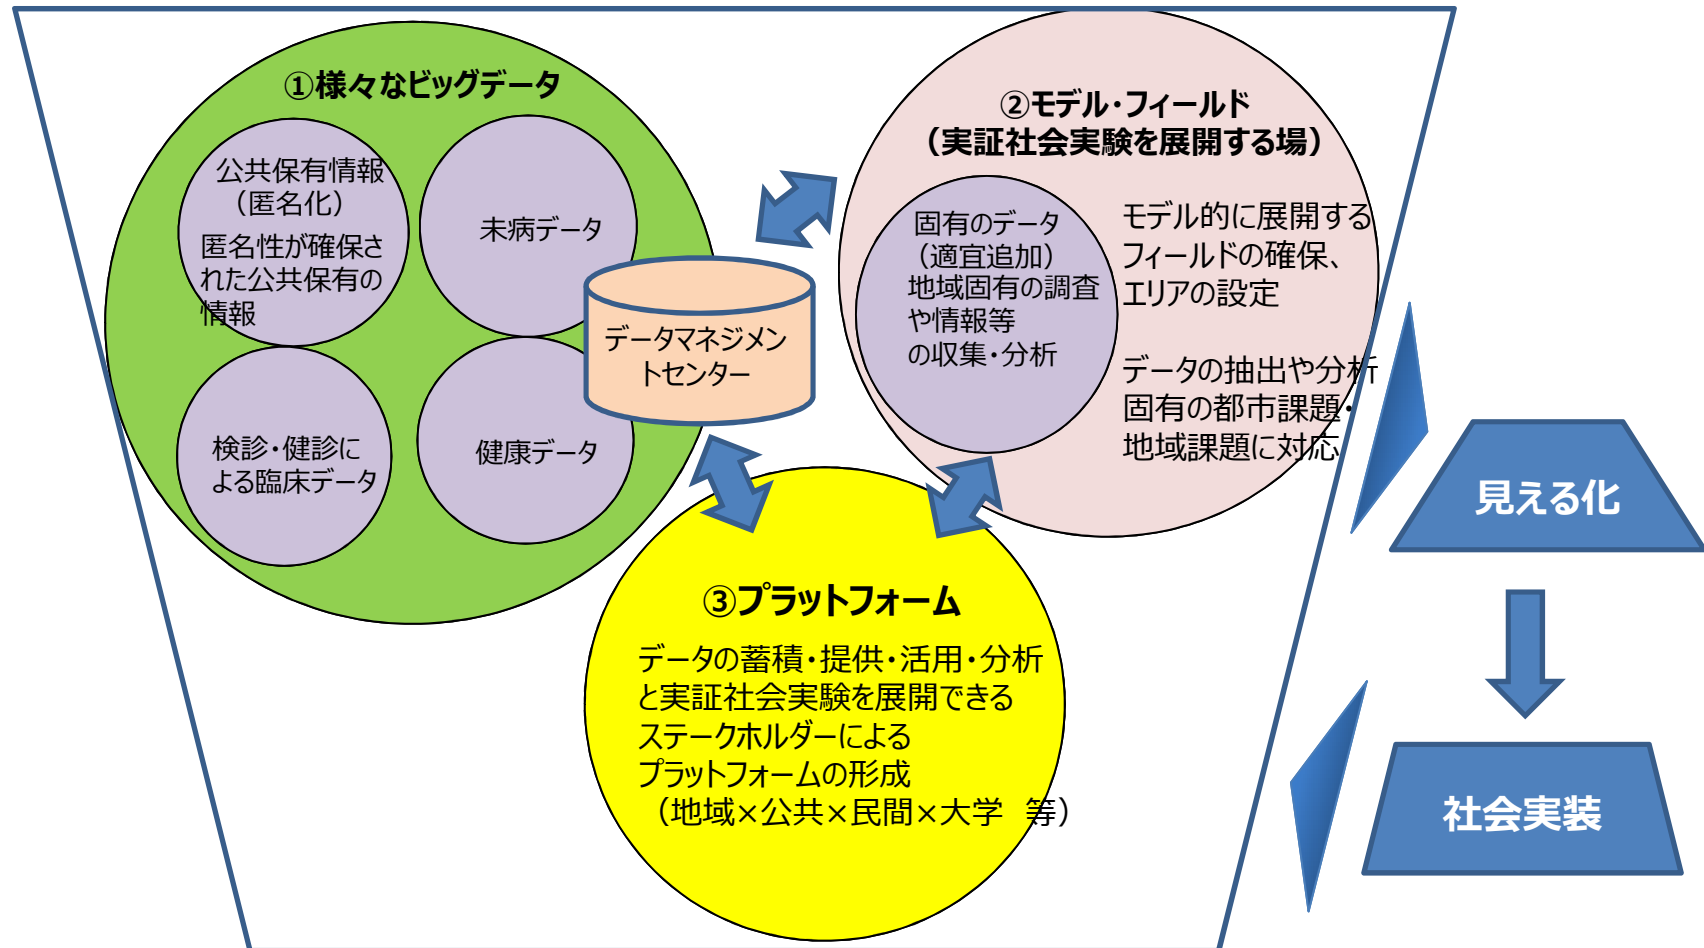 ①様々なビッグデータ
公共保有情報
（匿名化）
匿名性が確保さ
れた公共保有の
情報
未病データ
検診・健診に
よる臨床データ
健康データ
データマネジメン
トセンター
②モデル・フィールド
（実証社会実験を展開する場）
固有のデータ
（適宜追加）
地域固有の調査
や情報等
の収集・分析
モデル的に展開する
フィールドの確保、
エリアの設定
データの抽出や分析
固有の都市課題・
地域課題に対応
③プラットフォーム
データの蓄積・提供・活用・分析
と実証社会実験を展開できる
ステークホルダーによる
プラットフォームの形成
（地域×公共×民間×大学　等）
見える化
社会実装